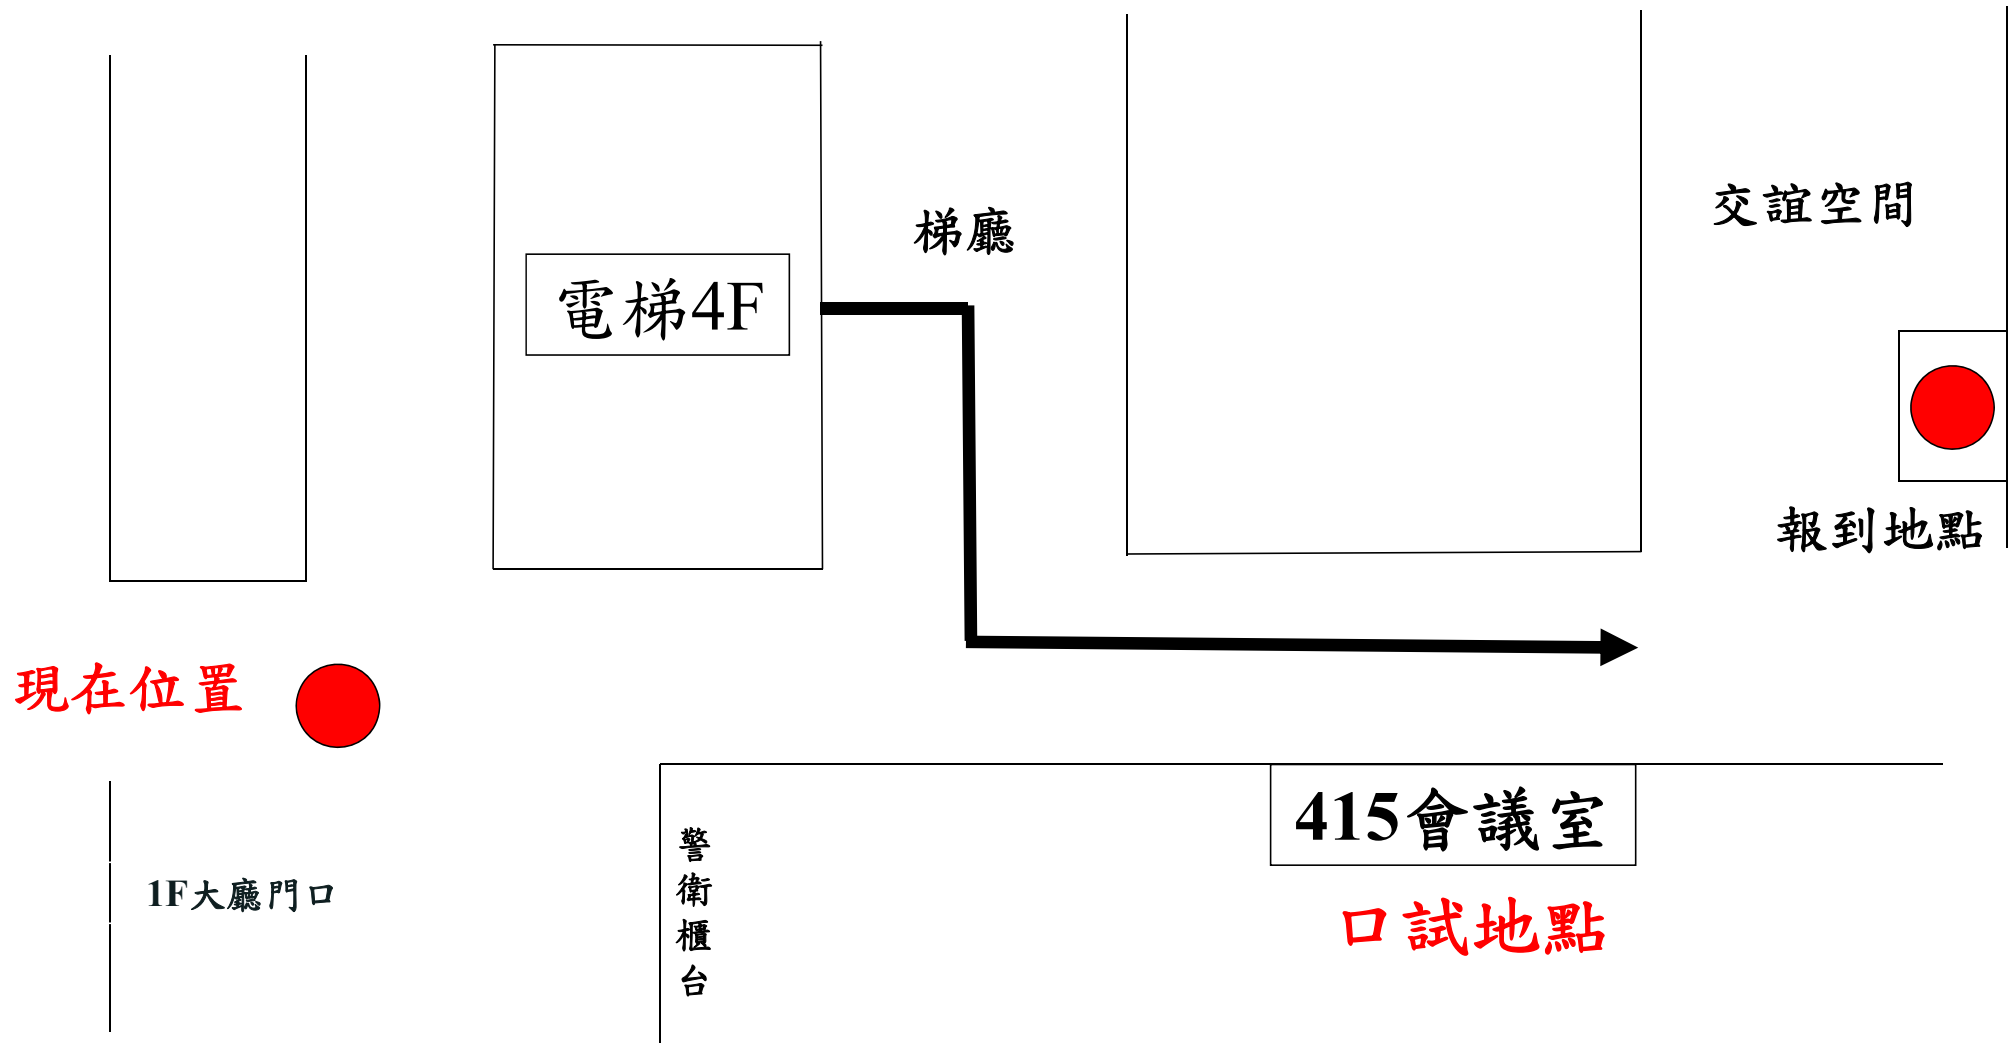 交誼空間
梯廳
電梯4F
報到地點
現在位置
415會議室
口試地點
1F大廳門口
警衛櫃台